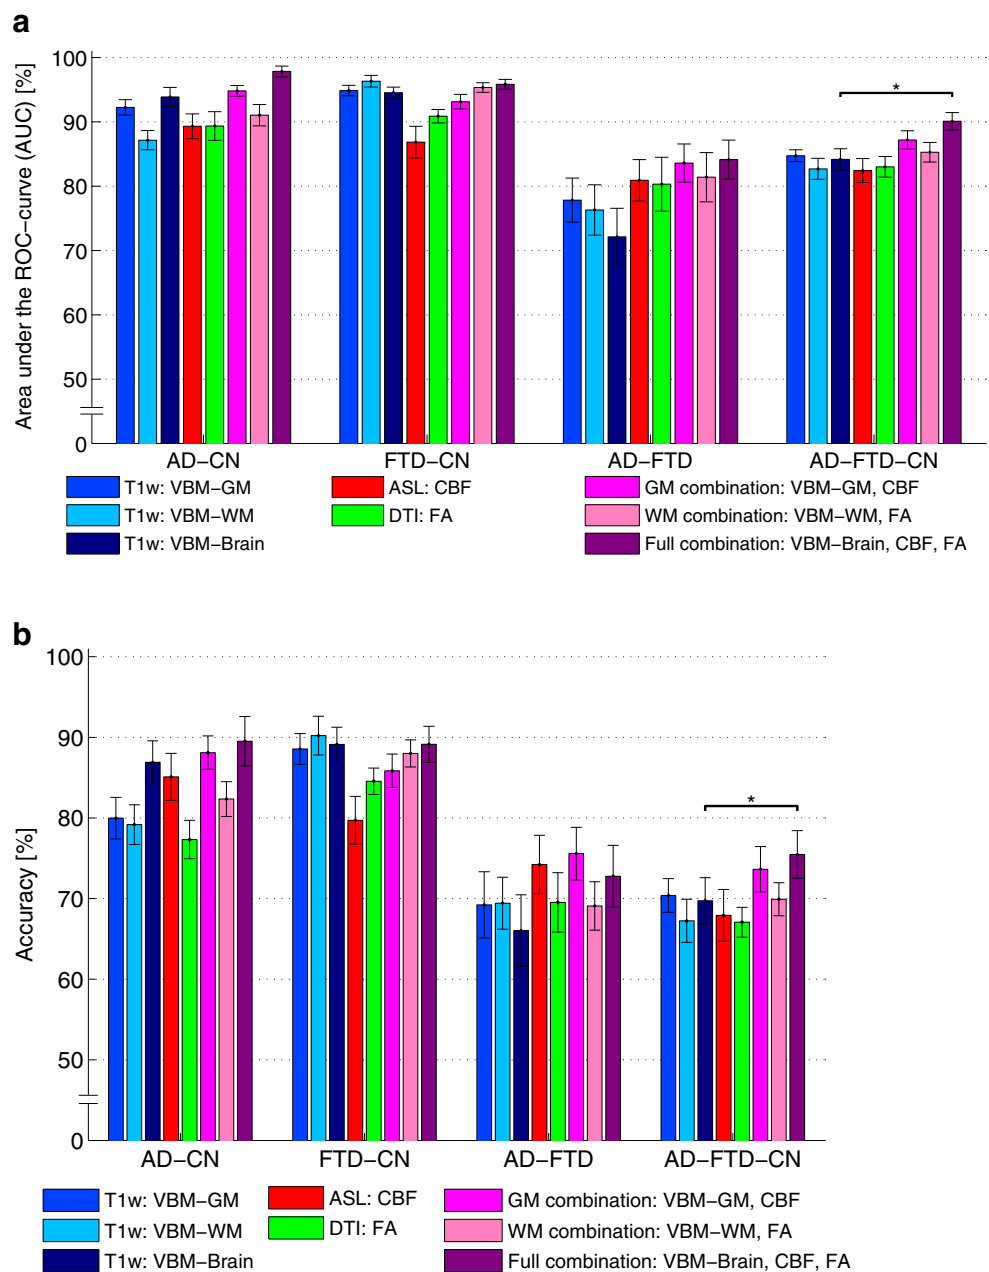 a
Area under the ROC−curve (AUC) [%]
100
90
80
70
60
50
0
*
AD−CN FTD−CN AD−FTD AD−FTD−CN
T1w: VBM−GM ASL: CBF GM combination: VBM−GM, CBF
T1w: VBM−WM DTI: FA WM combination: VBM−WM, FA
T1w: VBM−Brain Full combination: VBM−Brain, CBF, FA
b
Accuracy [%]
100
90
80
70
60
50
0
*
AD−CN FTD−CN AD−FTD AD−FTD−CN
T1w: VBM−GM ASL: CBF GM combination: VBM−GM, CBF
T1w: VBM−WM DTI: FA WM combination: VBM−WM, FA
T1w: VBM−Brain Full combination: VBM−Brain, CBF, FA